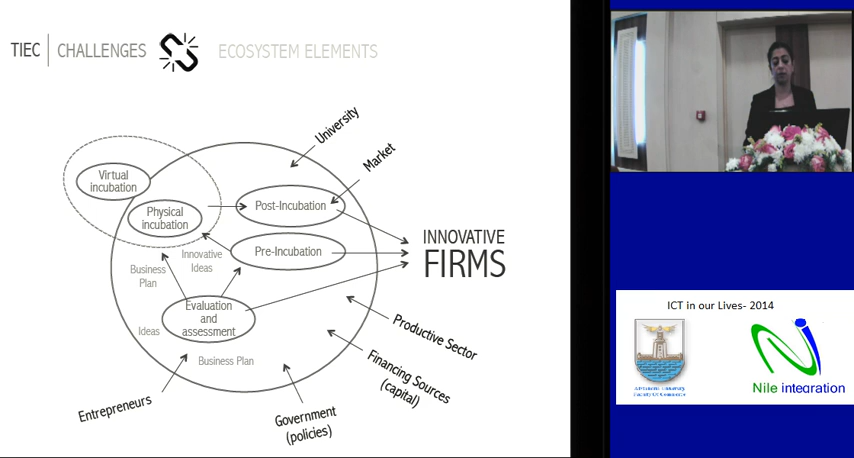 TIEC
CHALLENGES
ECOSYSTEM ELEMENTS
University
Market
Virtual
incubation
Physical
incubation
Post-Incubation
Pre-Incubation
Innovative
Ideas
Business
Plan
Evaluation
and
assessment
Ideas
Business Plan
INNOVATIVE
FIRMS
Productive Sector
Financing Sources
(capital)
Government
(policies)
Entrepreneurs
ICT in our Lives- 2014
Nile integration